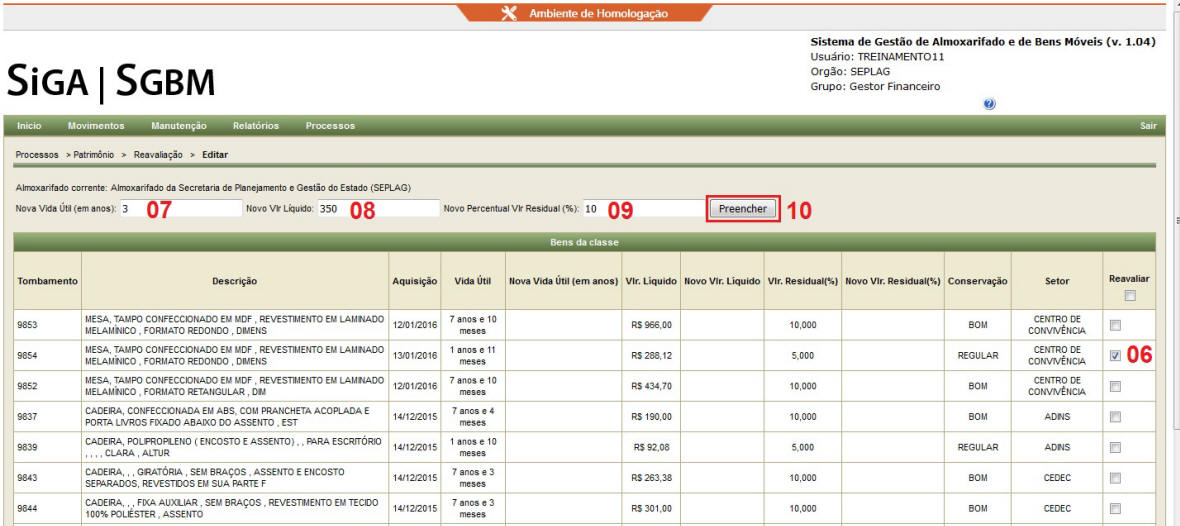 Ambiente de Homologação
Sistema de Gestão de Almoxarifado e de Bens Móveis (v. 1.04)
Usuário: TREINAMENTO11
Orgão: SEPLAG
Grupo: Gestor Financeiro
SiGA | SGBM
Inicio Movimentos Manutenção Relatórios Processos Sair
Processos > Patrimônio > Reavaliação > Editar
Almoxarifado corrente: Almoxarifado da Secretaria de Planejamento e Gestão do Estado (SEPLAG)
Nova Vida Útil (em anos): 3 07 Novo Vlr Líquido: 350 08 Novo Percentual Vlr Residual (%): 10 09 Preencher 10
Bens da classe
Tombamento Descrição Aquisição Vida Útil Nova Vida Útil (em anos) Vlr. Liquido Novo Vlr. Liquido Vlr. Residual(%) Novo Vlr. Residual(%) Conservação Setor Reavaliar
9853 MESA, TAMPO CONFECCIONADO EM MDF , REVESTIMENTO EM LAMINADO MELAMÍNICO , FORMATO REDONDO , DIMENS 12/01/2016 7 anos e 10 meses R$ 966,00 10,000 BOM CENTRO DE CONVIVÊNCIA
9854 MESA, TAMPO CONFECCIONADO EM MDF , REVESTIMENTO EM LAMINADO MELAMÍNICO , FORMATO REDONDO , DIMENS 13/01/2016 1 anos e 11 meses R$ 288,12 5,000 REGULAR CENTRO DE CONVIVÊNCIA 06
9852 MESA, TAMPO CONFECCIONADO EM MDF , REVESTIMENTO EM LAMINADO MELAMÍNICO , FORMATO RETANGULAR , DIM 12/01/2016 7 anos e 10 meses R$ 434,70 10,000 BOM CENTRO DE CONVIVÊNCIA
9837 CADEIRA, CONFECCIONADA EM ABS, COM PRANCHETA ACOPLADA E PORTA LIVROS FIXADO ABAIXO DO ASSENTO , EST 14/12/2015 7 anos e 4 meses R$ 190,00 10,000 BOM ADINS
9839 CADEIRA, POLIPROPILENO ( ENCOSTO E ASSENTO) , , PARA ESCRITÓRIO , , , , CLARA , ALTUR 14/12/2015 1 anos e 10 meses R$ 92,08 5,000 REGULAR ADINS
9843 CADEIRA, , , GIRATÓRIA , SEM BRAÇOS , ASSENTO E ENCOSTO SEPARADOS, REVESTIDOS EM SUA PARTE F 14/12/2015 7 anos e 3 meses R$ 263,38 10,000 BOM CEDEC
9844 CADEIRA, , , FIXA AUXILIAR , SEM BRAÇOS , REVESTIMENTO EM TECIDO 100% POLIÉSTER , ASSENTO 14/12/2015 7 anos e 3 meses R$ 301,00 10,000 BOM CEDEC